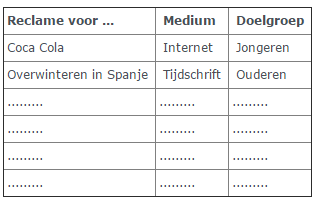 Reclame voor ... Medium Doelgroep
Coca Cola Internet Jongeren
Overwinteren in Spanje Tijdschrift Ouderen
......... ......... .........
......... ......... .........
......... ......... .........
......... ......... .........